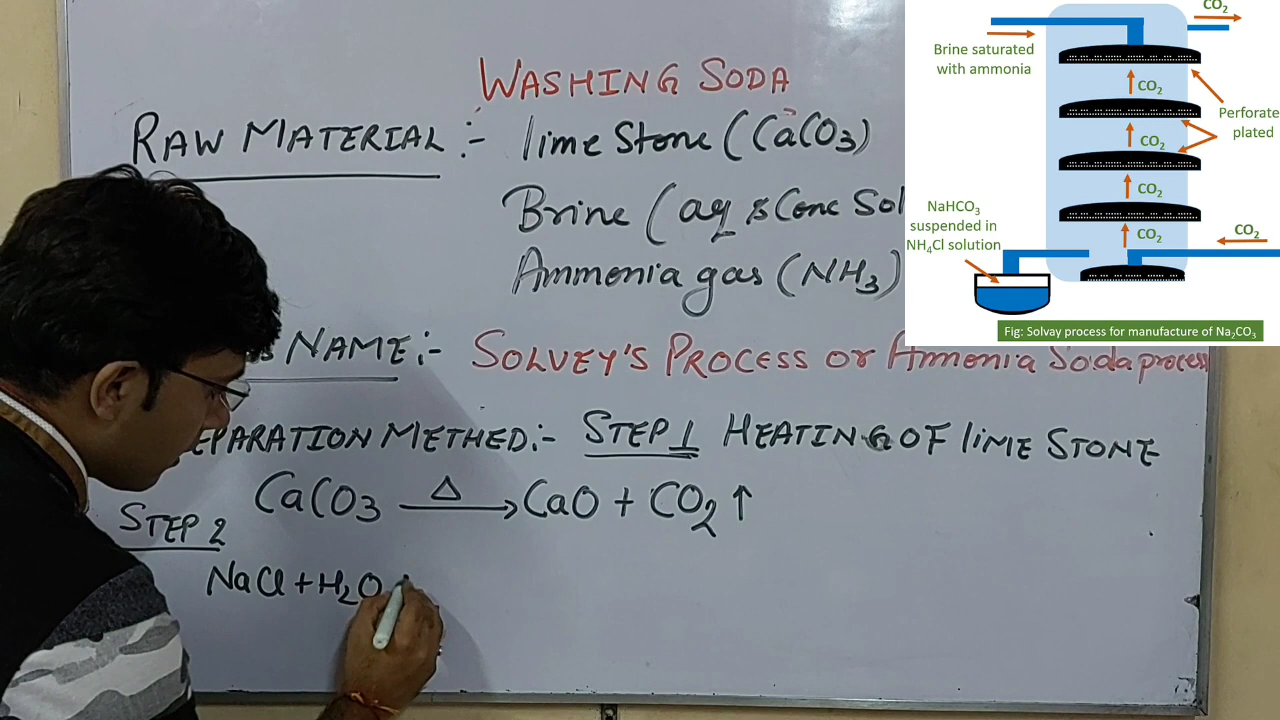 WASHING SODA
RAW MATERIAL:- lime Stone (CaCO3)
Brine (aq & Conc Sol
Ammonia gas (NH3)
NAME:- SOLVEY'S PROCESS or Ammonia Soda process
EPARATION METHED:- STEP 1 HEATING OF lime STONE
CaCO3 Δ → CaO + CO2 ↑
STEP 2
NaCl + H2O
CO2
Brine saturated
with ammonia
CO2
Perforate
plated
CO2
CO2
NaHCO3
suspended in
NH4Cl solution
CO2
CO2
Fig: Solvay process for manufacture of Na2CO3